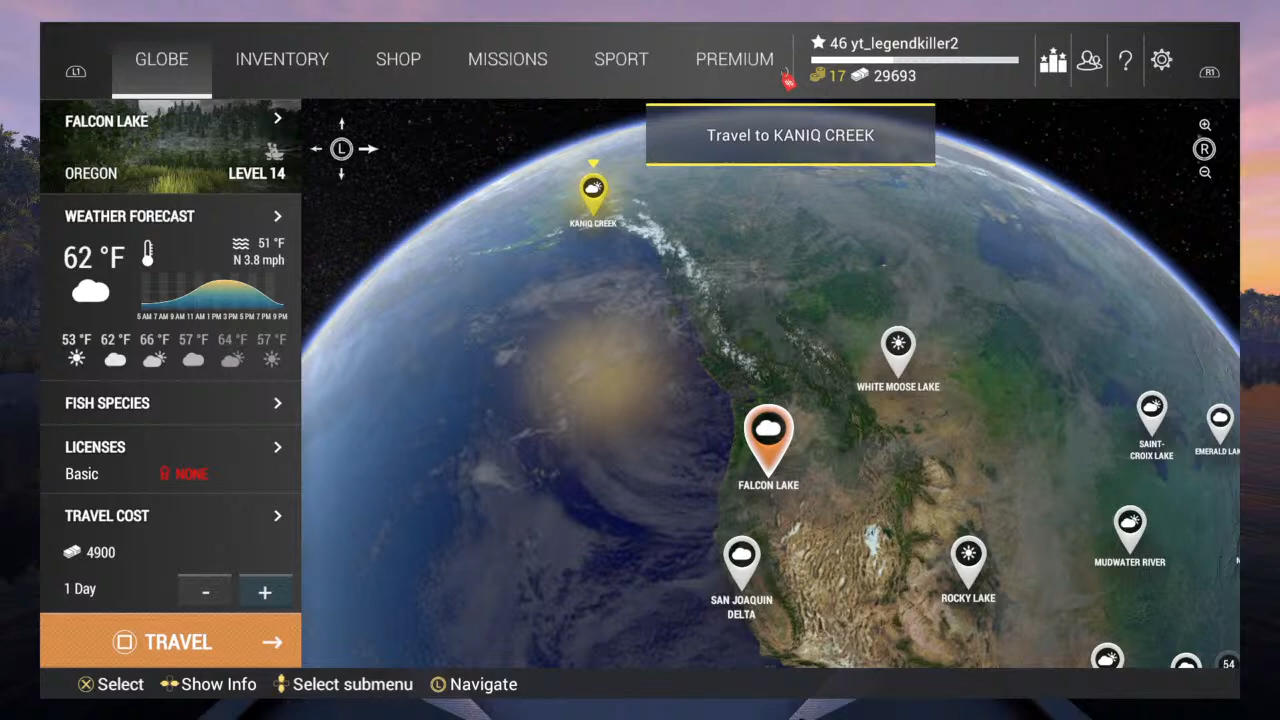 L1
GLOBE
INVENTORY
SHOP
MISSIONS
SPORT
PREMIUM
46 yt_legendkiller2
17 29693
?
R1
FALCON LAKE
OREGON LEVEL 14
WEATHER FORECAST
62 °F
51 °F
N 3.8 mph
5 AM 7 AM 9 AM 11 AM 1 PM 3 PM 5 PM 7 PM 9 PM
53 °F 62 °F 66 °F 57 °F 64 °F 57 °F
FISH SPECIES
LICENSES
Basic NONE
TRAVEL COST
4900
1 Day - +
TRAVEL
L
Travel to KANIQ CREEK
R
KANIQ CREEK
WHITE MOOSE LAKE
FALCON LAKE
SAINT-
CROIX LAKE
EMERALD LAK
MUDWATER RIVER
SAN JOAQUIN
DELTA
ROCKY LAKE
54
Select Show Info Select submenu L Navigate